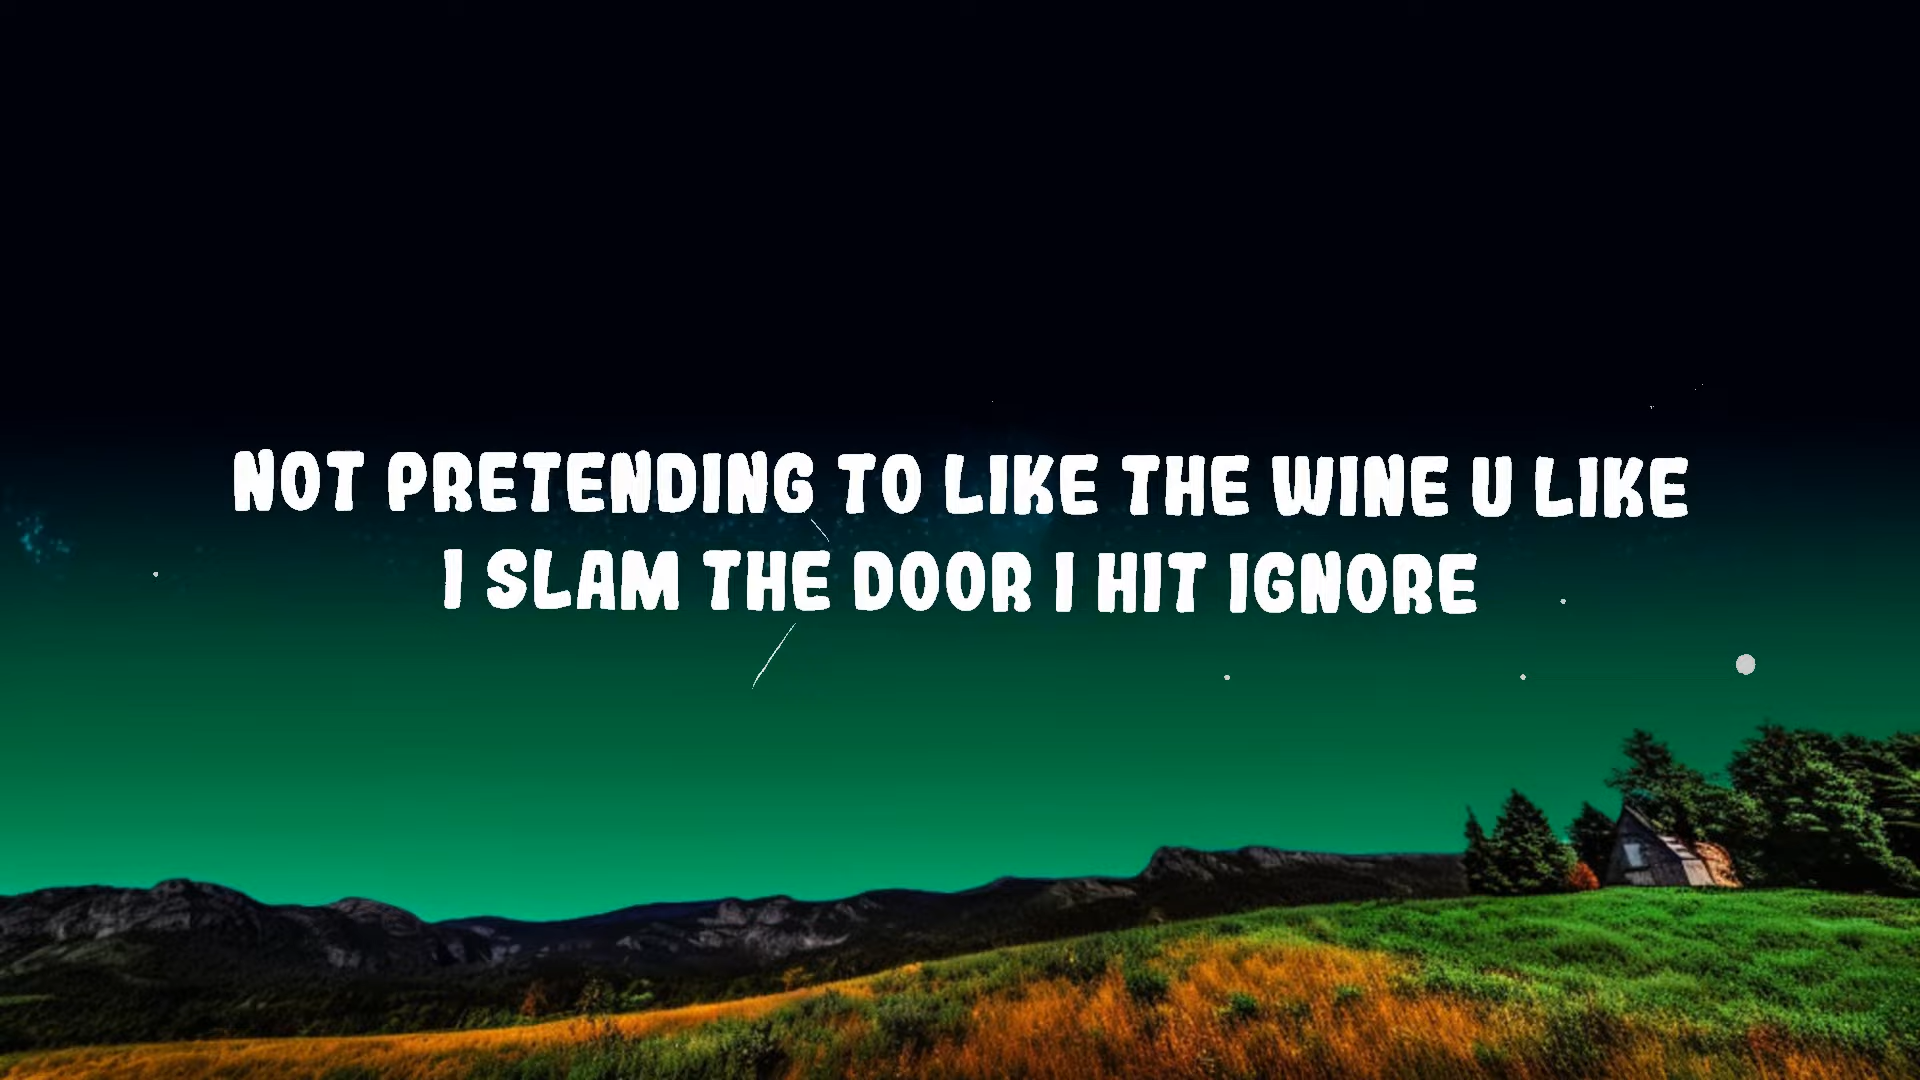 NOT PRETENDING TO LIKE THE WINE U LIKE
I SLAM THE DOOR I HIT IGNORE